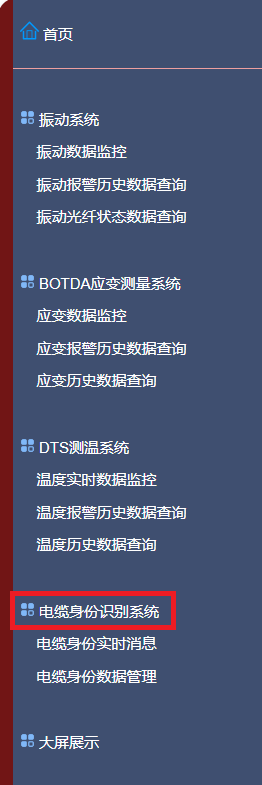 首页
振动系统
振动数据监控
振动报警历史数据查询
振动光纤状态数据查询
BOTDA应变测量系统
应变数据监控
应变报警历史数据查询
应变历史数据查询
DTS测温系统
温度实时数据监控
温度报警历史数据查询
温度历史数据查询
电缆身份识别系统
电缆身份实时消息
电缆身份数据管理
大屏展示